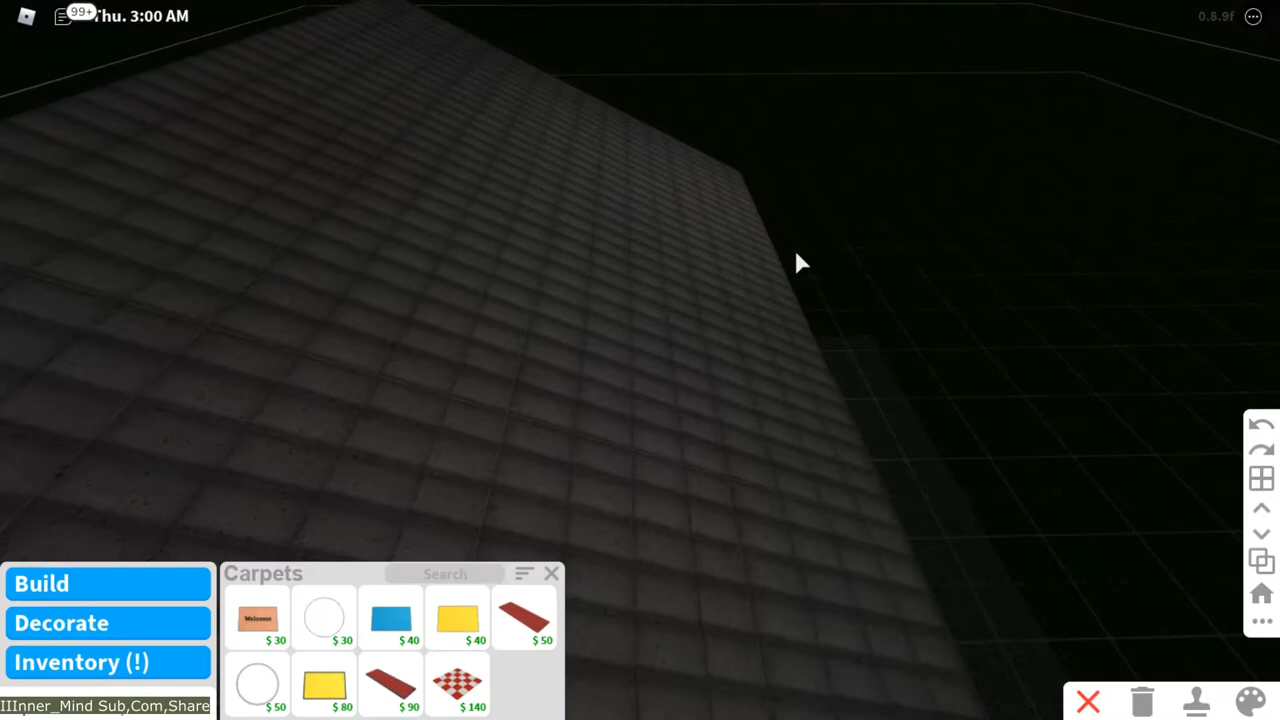 99+
Thu. 3:00 AM
0.8.9f
Build
Decorate
Inventory (!)
IIInner_Mind Sub,Com,Share
Carpets
Search
Welcome
$ 30
$ 30
$ 40
$ 40
$ 50
$ 50
$ 80
$ 90
$ 140